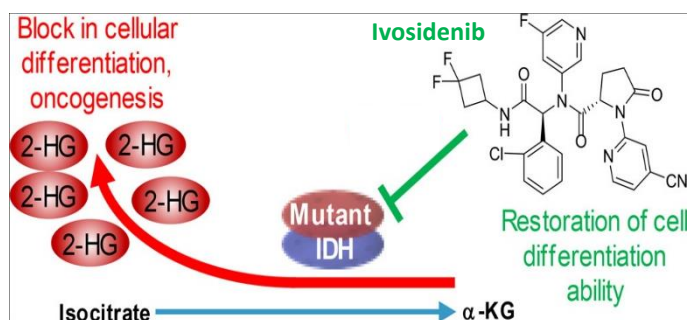 Block in cellular
differentiation,
oncogenesis
2-HG
2-HG
2-HG
2-HG
2-HG
Mutant
IDH
Isocitrate
α-KG
Ivosidenib
F
N
F
F
O
N
O
N
H
O
N
Cl
N
CN
Restoration of cell
differentiation
ability